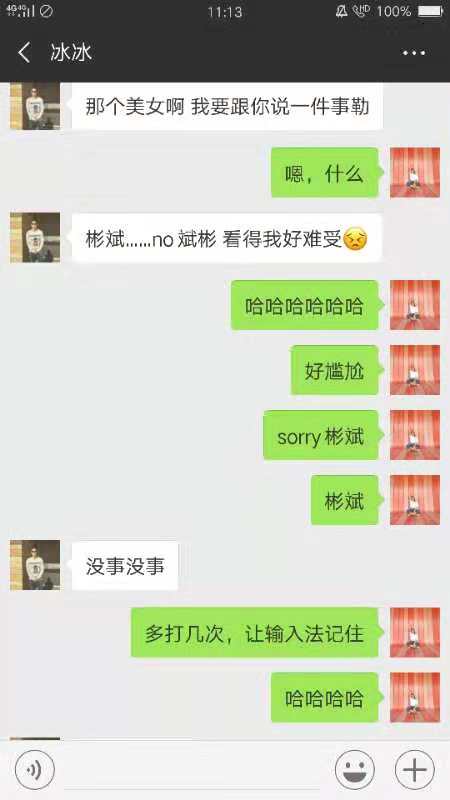 4G 4G
11:13
HD 100%
冰冰
那个美女啊 我要跟你说一件事勒
嗯，什么
彬斌......no 斌彬 看得我好难受
哈哈哈哈哈哈
好尴尬
sorry 彬斌
彬斌
没事没事
多打几次，让输入法记住
哈哈哈哈